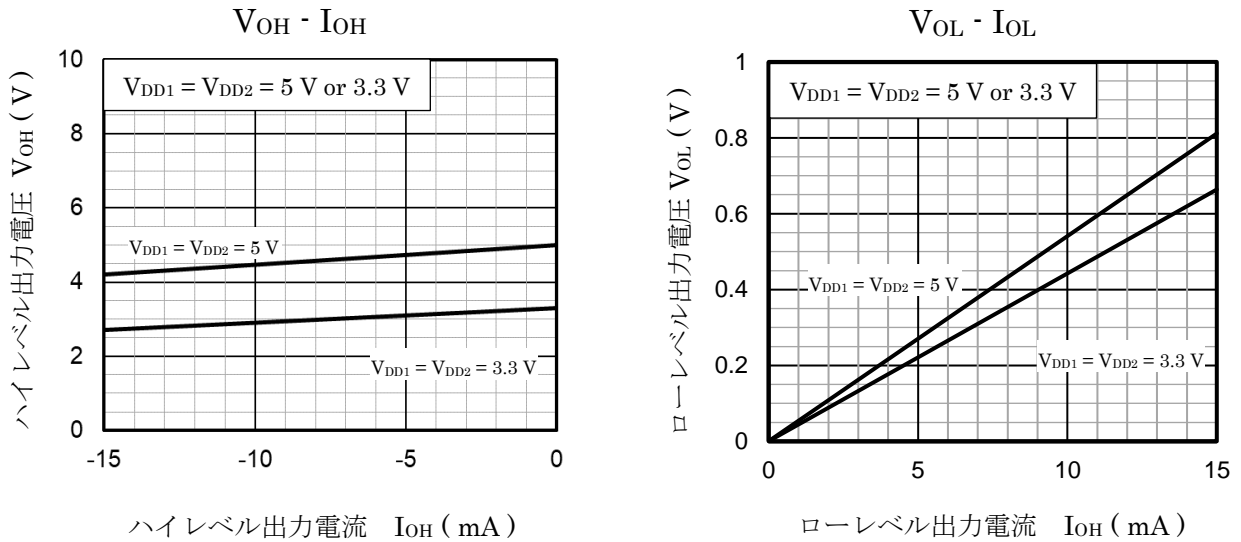 VOH - IOH
ハイレベル出力電圧 VOH ( V )
10
8
6
4
2
0
VDD1 = VDD2 = 5 V or 3.3 V
VDD1 = VDD2 = 5 V
VDD1 = VDD2 = 3.3 V
-15
-10
-5
0
ハイレベル出力電流 IOH ( mA )
VOL - IOL
ローレベル出力電圧 VOL ( V )
1
0.8
0.6
0.4
0.2
0
VDD1 = VDD2 = 5 V or 3.3 V
VDD1 = VDD2 = 5 V
VDD1 = VDD2 = 3.3 V
0
5
10
15
ローレベル出力電流 IOH ( mA )